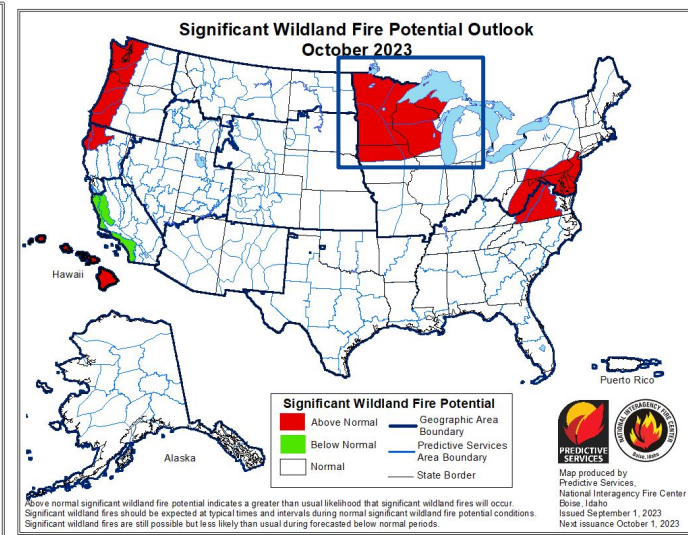 Significant Wildland Fire Potential Outlook
October 2023
Hawaii
Alaska
Puerto Rico
Significant Wildland Fire Potential
Above Normal
Below Normal
Normal
Geographic Area
Boundary
Predictive Services
Area Boundary
State Border
PREDICTIVE
SERVICES
NATIONAL INTERAGENCY FIRE CENTER
Boise, Idaho
Map produced by
Predictive Services,
National Interagency Fire Center
Boise, Idaho
Issued September 1, 2023
Next issuance October 1, 2023
Above normal significant wildland fire potential indicates a greater than usual likelihood that significant wildland fires will occur.
Significant wildland fires should be expected at typical times and intervals during normal significant wildland fire potential conditions.
Significant wildland fires are still possible but less likely than usual during forecasted below normal periods.